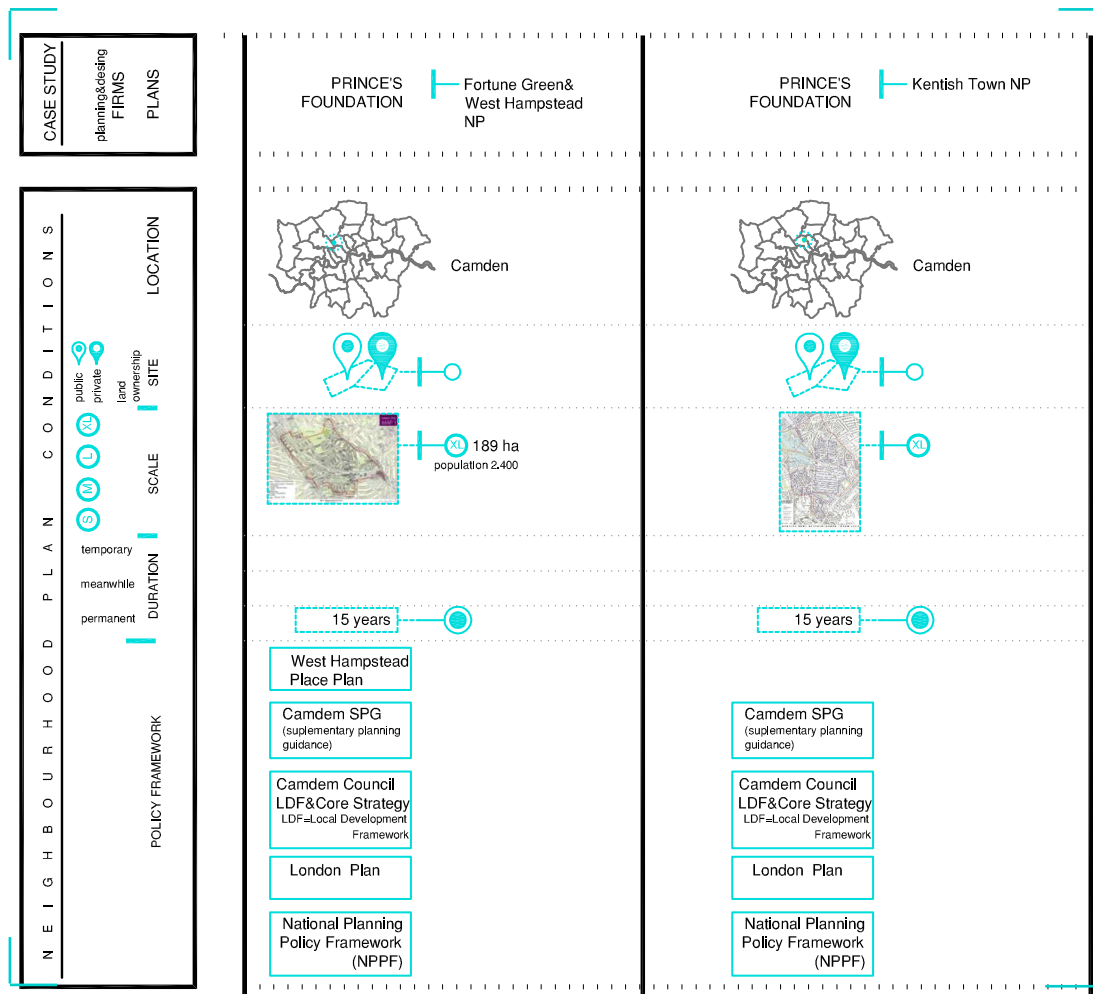 CASE STUDY
planning&desing
FIRMS
PLANS
PRINCE'S
FOUNDATION
Fortune Green&
West Hampstead
NP
PRINCE'S
FOUNDATION
Kentish Town NP
NEIGHBOURHOOD PLAN CONDITIONS
LOCATION
Camden
Camden
public
private
land
ownership
SITE
S
M
L
XL
SCALE
XL
189 ha
population 2.400
XL
temporary
meanwhile
permanent
DURATION
15 years
15 years
POLICY FRAMEWORK
West Hampstead
Place Plan
Camdem SPG
(suplementary planning
guidance)
Camdem Council
LDF&Core Strategy
LDF=Local Development
Framework
London Plan
National Planning
Policy Framework
(NPPF)
Camdem SPG
(suplementary planning
guidance)
Camdem Council
LDF&Core Strategy
LDF=Local Development
Framework
London Plan
National Planning
Policy Framework
(NPPF)